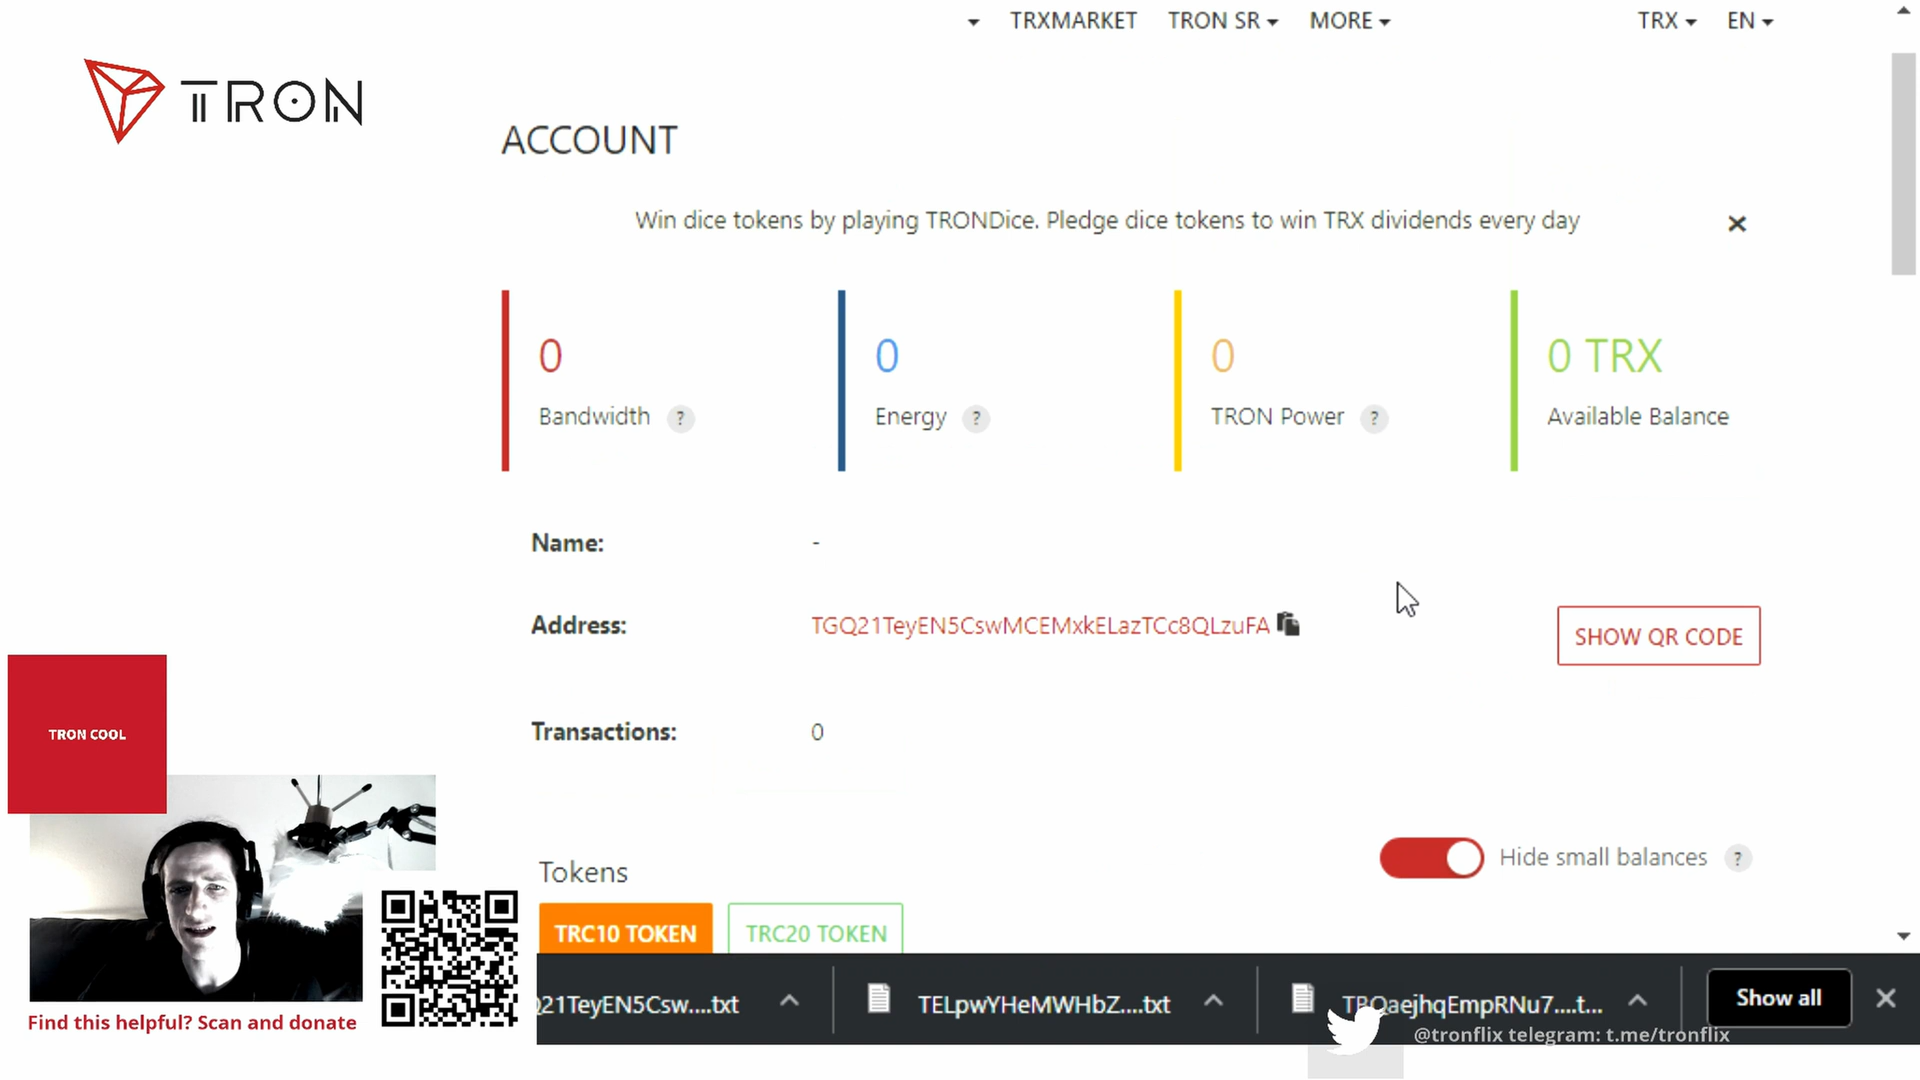 TRXMARKET TRON SR MORE TRX EN
TRON
ACCOUNT
Win dice tokens by playing TRONDice. Pledge dice tokens to win TRX dividends every day
0 0 0 0 TRX
Bandwidth ? Energy ? TRON Power ? Available Balance
Name: -
Address: TGQ21TeyEN5CswMCEMxkELazTCc8QLzuFA
SHOW QR CODE
Transactions: 0
TRON COOL
Hide small balances ?
Tokens
TRC10 TOKEN TRC20 TOKEN
Q21TeyEN5Csw....txt TELpwYHeMWHbZ....txt TBQaejhqEmpRNu7....t... Show all
Find this helpful? Scan and donate
@tronflix telegram: t.me/tronflix